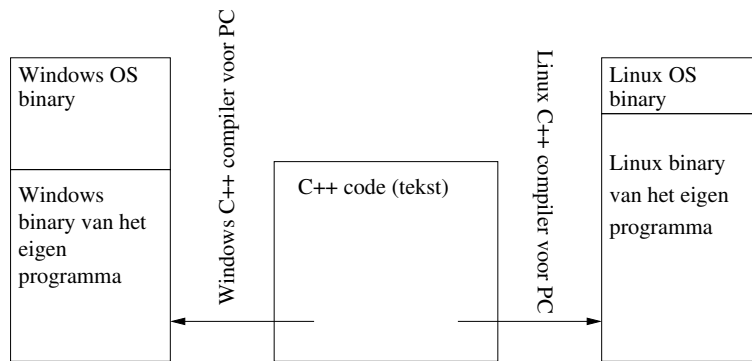 Windows OS
binary
Windows
binary van het
eigen
programma
Windows C++ compiler voor PC
C++ code (tekst)
Linux C++ compiler voor PC
Linux OS
binary
Linux binary
van het eigen
programma